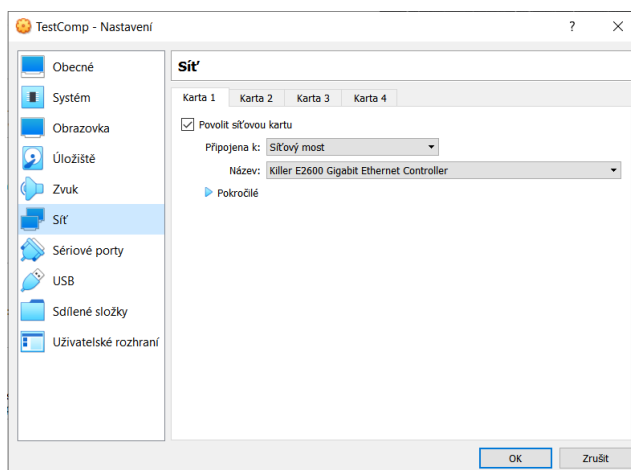 TestComp - Nastavení
?
Obecné
Systém
Obrazovka
Úložiště
Zvuk
Síť
Sériové porty
USB
Sdílené složky
Uživatelské rozhraní
Síť
Karta 1 Karta 2 Karta 3 Karta 4
Povolit síťovou kartu
Připojena k: Síťový most
Název: Killer E2600 Gigabit Ethernet Controller
Pokročilé
OK Zrušit